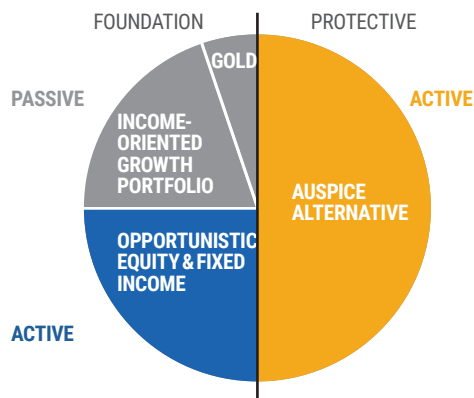 FOUNDATION
PROTECTIVE
GOLD
PASSIVE
ACTIVE
INCOME-
ORIENTED
GROWTH
PORTFOLIO
AUSPICE
ALTERNATIVE
OPPORTUNISTIC
EQUITY & FIXED
INCOME
ACTIVE